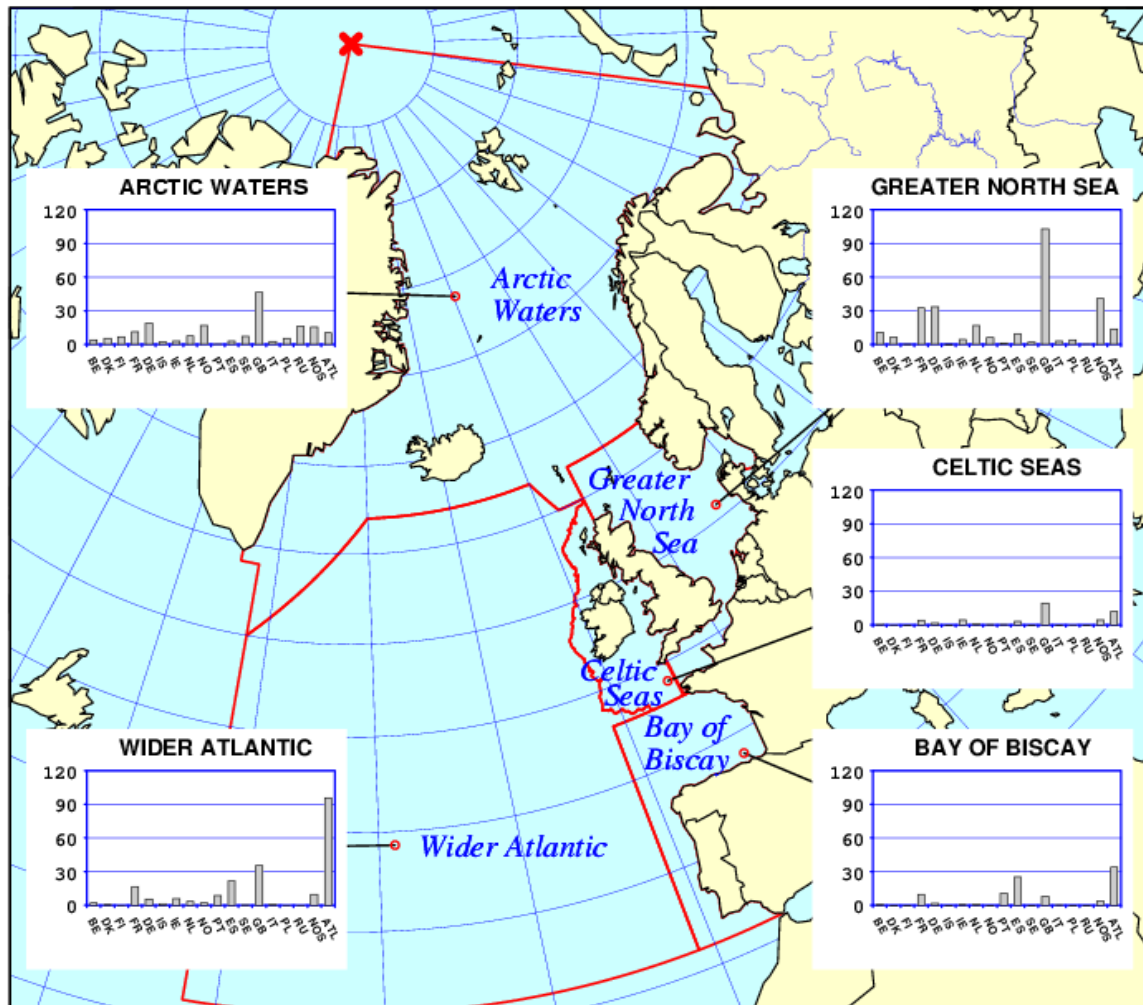 ARCTIC WATERS
120
90
60
30
0
BE DK FI FR DE IS IE NL NO PT ES SE GB IT PL RU NOS ATL
GREATER NORTH SEA
120
90
60
30
0
BE DK FI FR DE IS IE NL NO PT ES SE GB IT PL RU NOS ATL
Arctic
Waters
Greater
North
Sea
CELTIC SEAS
120
90
60
30
0
BE DK FI FR DE IS IE NL NO PT ES SE GB IT PL RU NOS ATL
Celtic
Seas
Bay of
Biscay
WIDER ATLANTIC
120
90
60
30
0
BE DK FI FR DE IS IE NL NO PT ES SE GB IT PL RU NOS ATL
Wider Atlantic
BAY OF BISCAY
120
90
60
30
0
BE DK FI FR DE IS IE NL NO PT ES SE GB IT PL RU NOS ATL